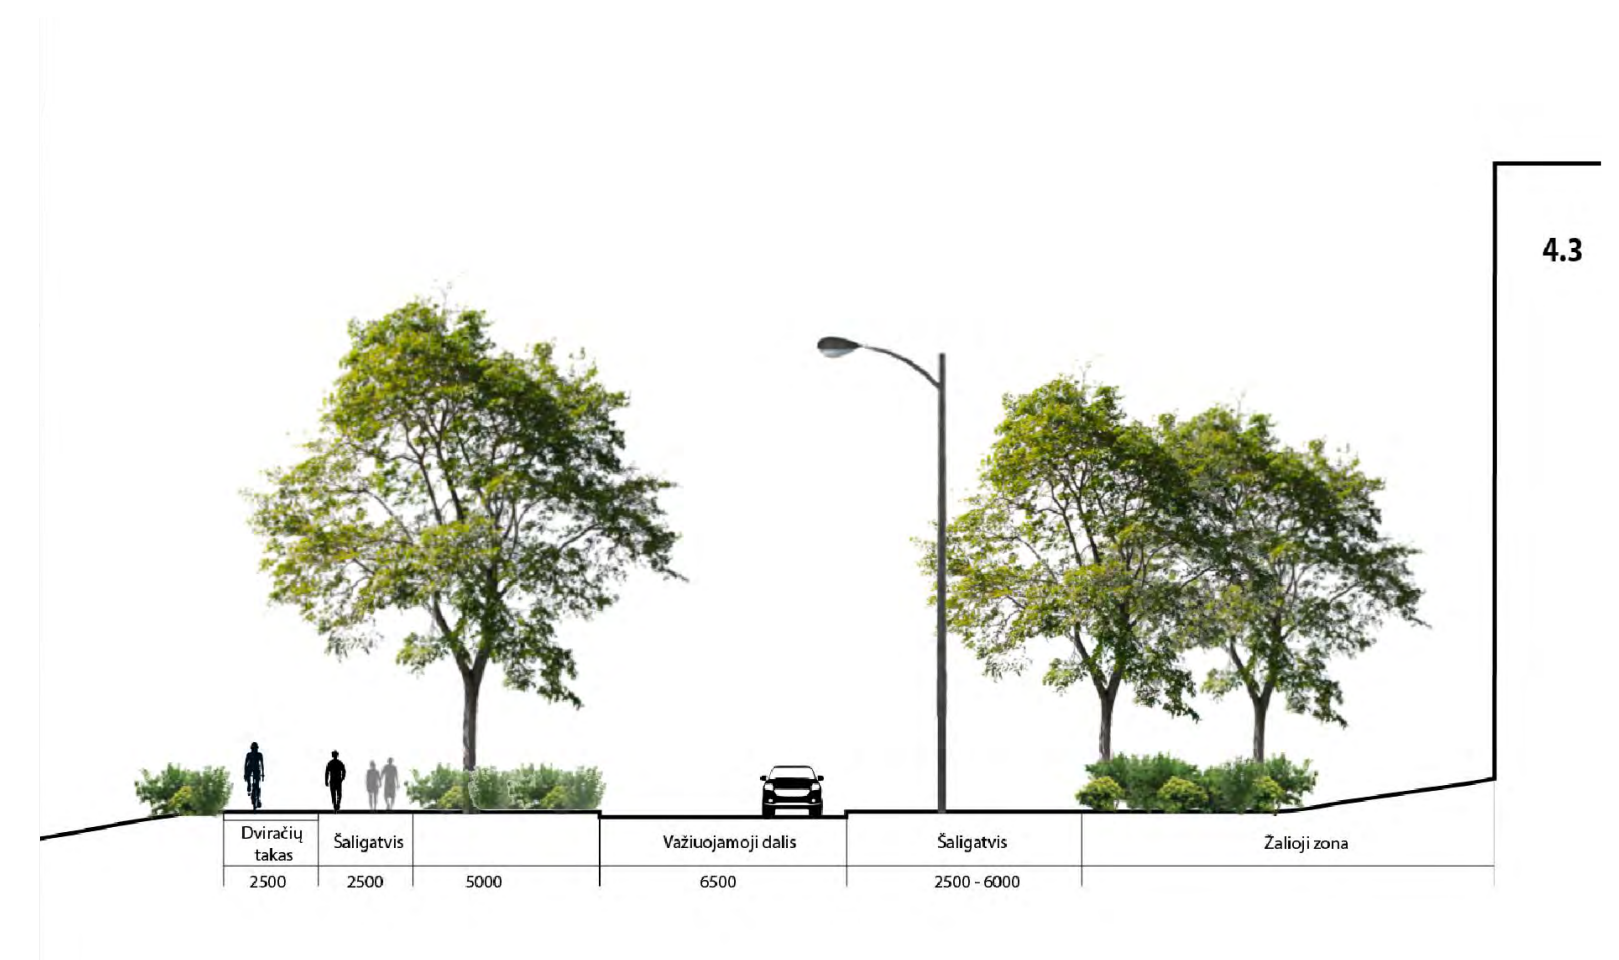 4.3
Dviračių
takas
Šaligatvis
Važiuojamoji dalis
Šaligatvis
Žalioji zona
2500
2500
5000
6500
2500 - 6000